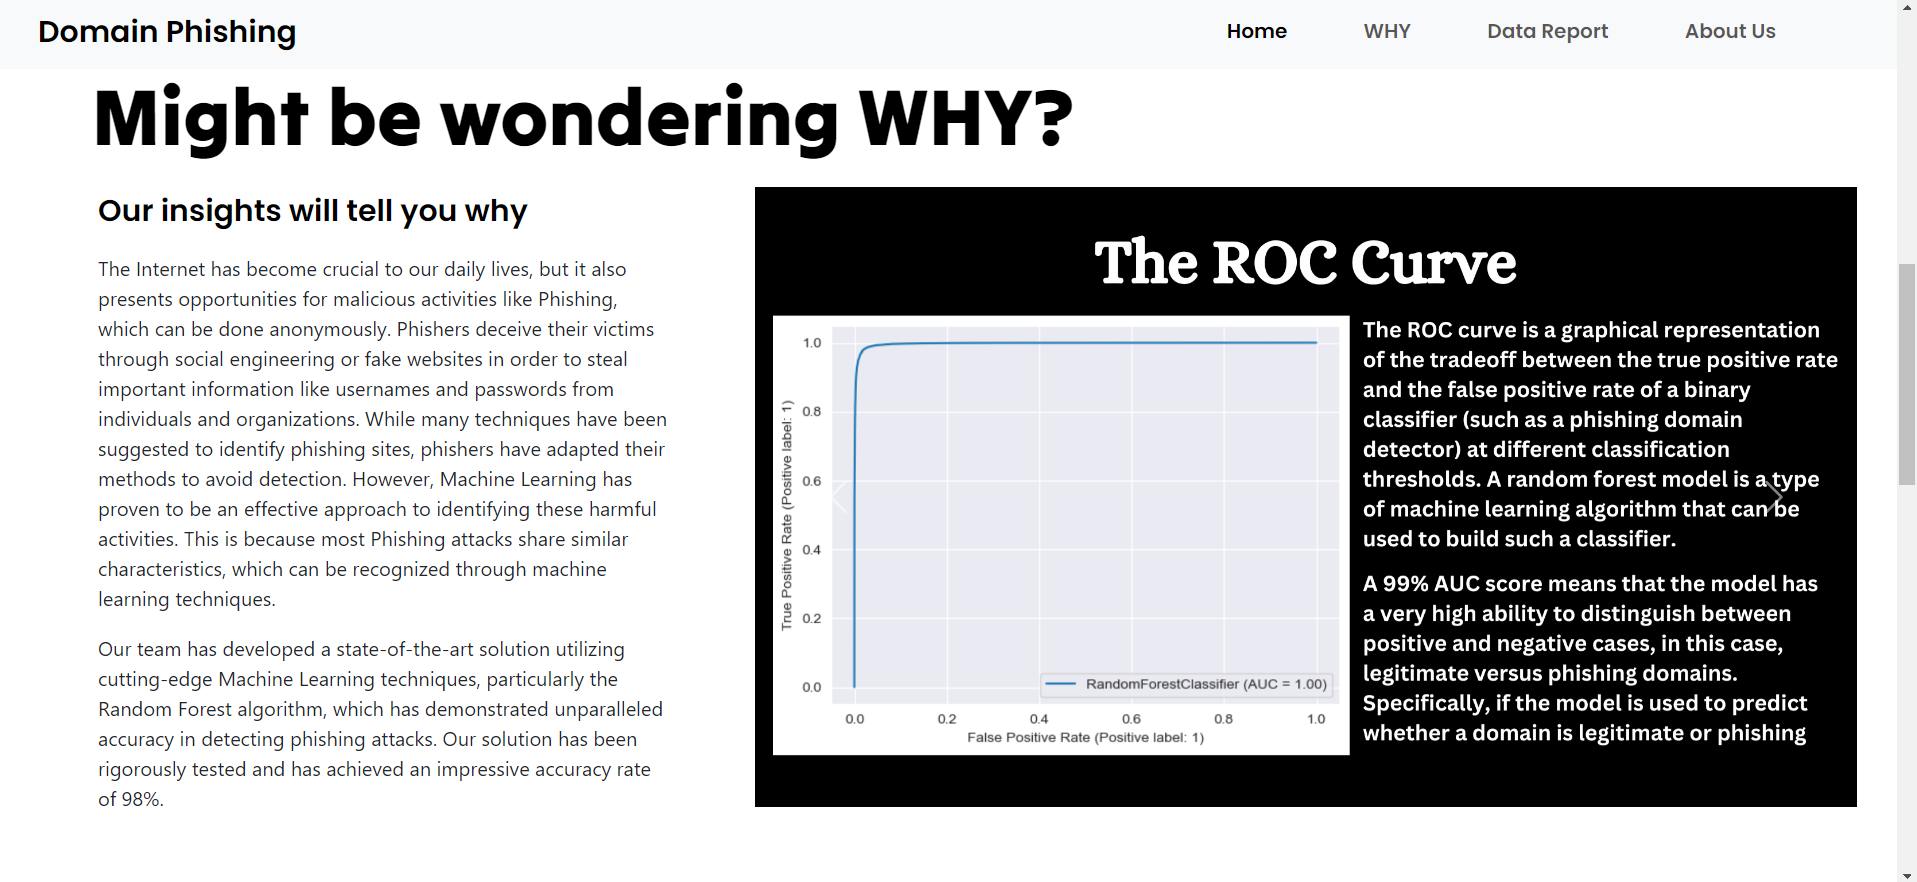 Domain Phishing
Home
WHY
Data Report
About Us
Might be wondering WHY?
Our insights will tell you why
The Internet has become crucial to our daily lives, but it also
presents opportunities for malicious activities like Phishing,
which can be done anonymously. Phishers deceive their victims
through social engineering or fake websites in order to steal
important information like usernames and passwords from
individuals and organizations. While many techniques have been
suggested to identify phishing sites, phishers have adapted their
methods to avoid detection. However, Machine Learning has
proven to be an effective approach to identifying these harmful
activities. This is because most Phishing attacks share similar
characteristics, which can be recognized through machine
learning techniques.
Our team has developed a state-of-the-art solution utilizing
cutting-edge Machine Learning techniques, particularly the
Random Forest algorithm, which has demonstrated unparalleled
accuracy in detecting phishing attacks. Our solution has been
rigorously tested and has achieved an impressive accuracy rate
of 98%.
The ROC Curve
True Positive Rate (Positive label: 1)
1.0
0.8
0.6
0.4
0.2
0.0
RandomForestClassifier (AUC = 1.00)
0.0 0.2 0.4 0.6 0.8 1.0
False Positive Rate (Positive label: 1)
The ROC curve is a graphical representation
of the tradeoff between the true positive rate
and the false positive rate of a binary
classifier (such as a phishing domain
detector) at different classification
thresholds. A random forest model is a type
of machine learning algorithm that can be
used to build such a classifier.
A 99% AUC score means that the model has
a very high ability to distinguish between
positive and negative cases, in this case,
legitimate versus phishing domains.
Specifically, if the model is used to predict
whether a domain is legitimate or phishing